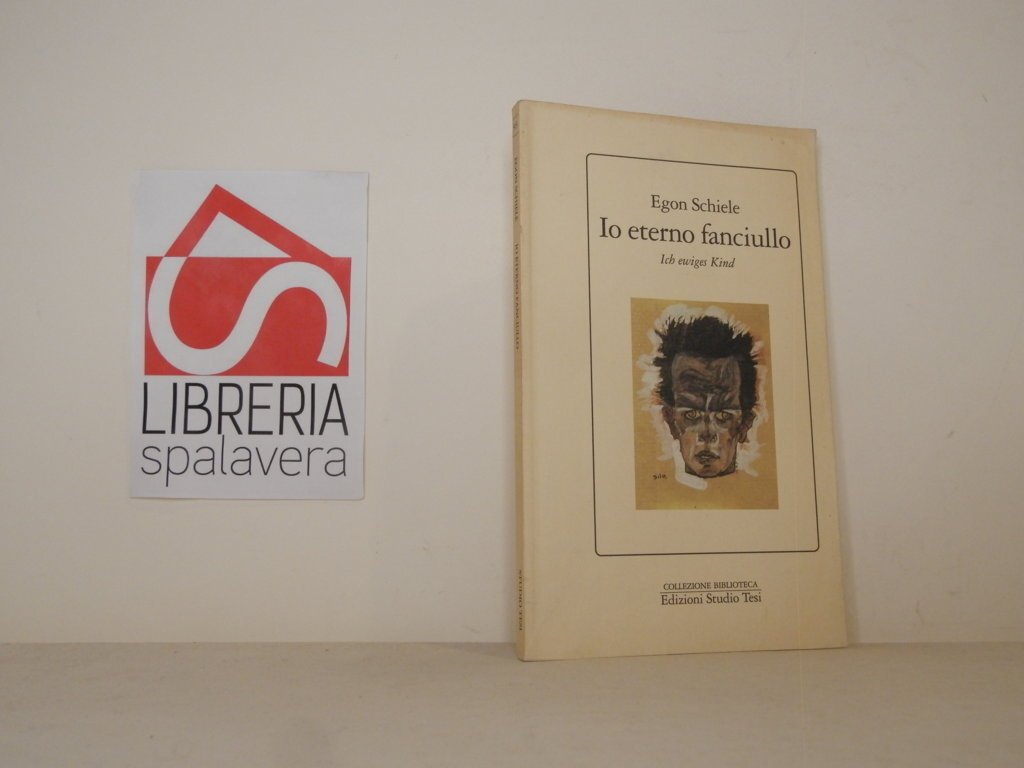 LIBRERIA
spalavera
Egon Schiele
Io eterno fanciullo
Ich ewiges Kind
COLLEZIONE BIBLIOTECA
Edizioni Studio Tesi